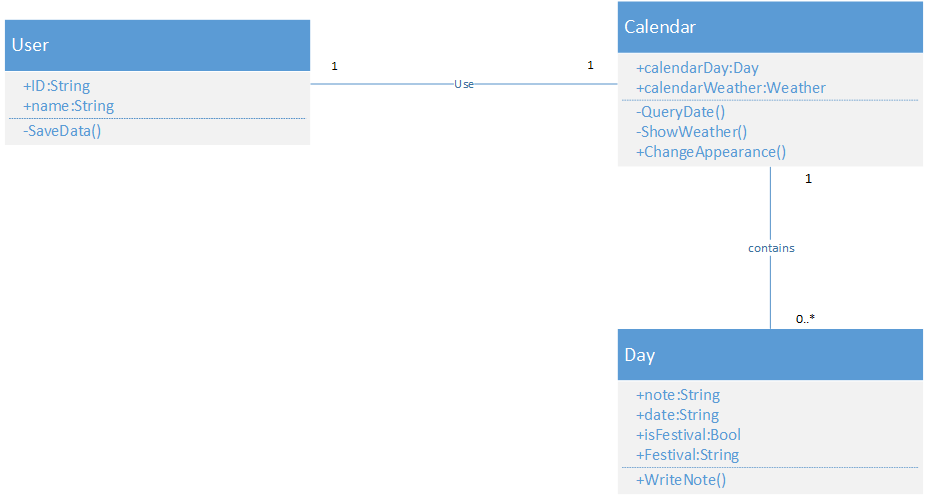 User
+ID:String
+name:String
-SaveData()
1
Use
1
Calendar
+calendarDay:Day
+calendarWeather:Weather
-QueryDate()
-ShowWeather()
+ChangeAppearance()
1
contains
0..*
Day
+note:String
+date:String
+isFestival:Bool
+Festival:String
+WriteNote()